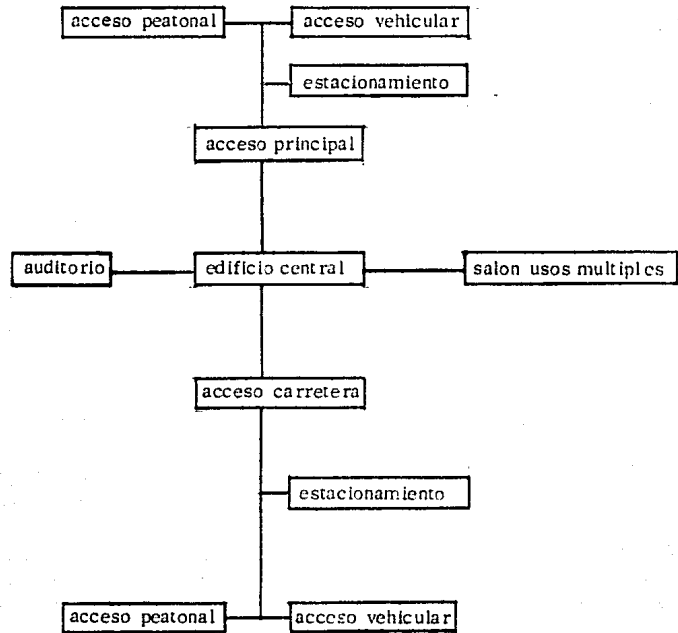 acceso peatonal
acceso vehicular
estacionamiento
acceso principal
auditorio
edificio central
salon usos multiples
acceso carretera
estacionamiento
acceso peatonal
acceso vehicular